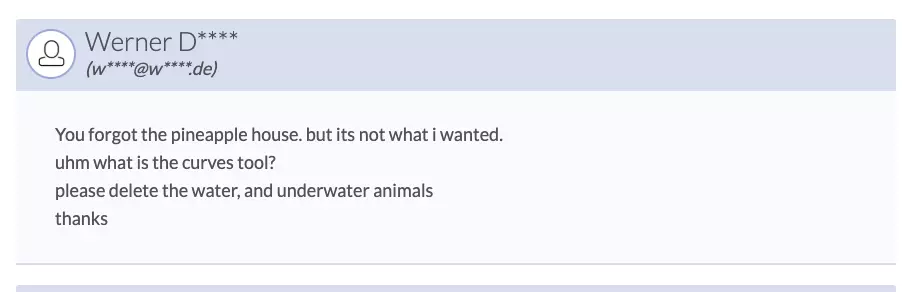 Werner D****
(w****@w****.de)
You forgot the pineapple house. but its not what i wanted.
uhm what is the curves tool?
please delete the water, and underwater animals
thanks